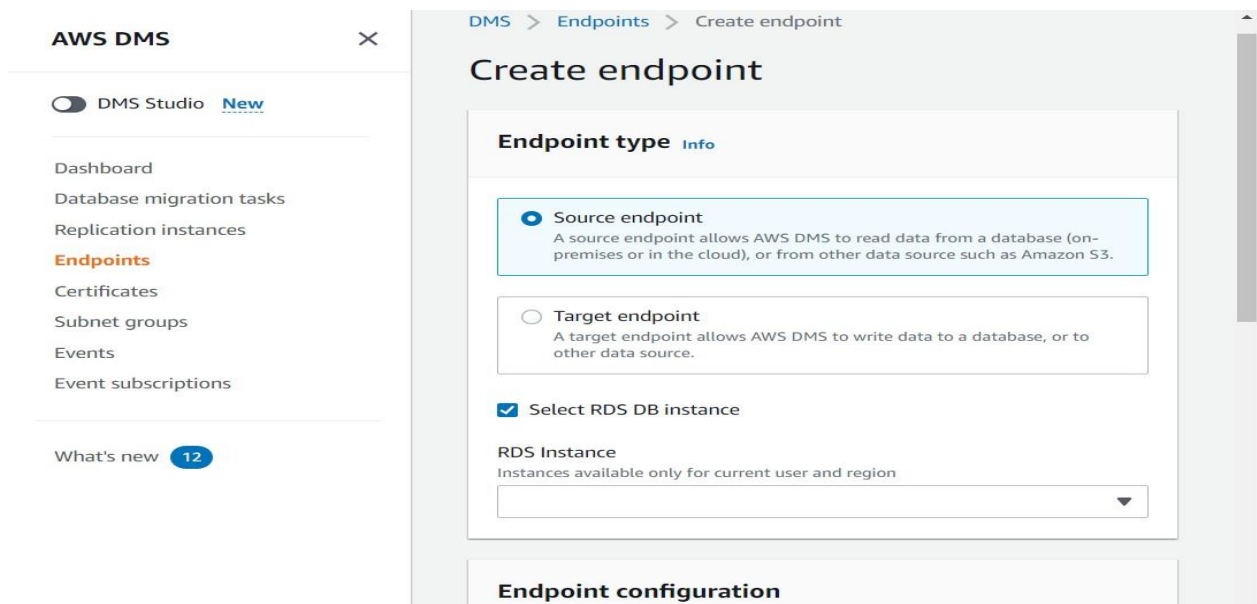 AWS DMS
DMS Studio New
Dashboard
Database migration tasks
Replication instances
Endpoints
Certificates
Subnet groups
Events
Event subscriptions
What's new 12
DMS > Endpoints > Create endpoint
Create endpoint
Endpoint type Info
Source endpoint
A source endpoint allows AWS DMS to read data from a database (on-
premises or in the cloud), or from other data source such as Amazon S3.
Target endpoint
A target endpoint allows AWS DMS to write data to a database, or to
other data source.
Select RDS DB instance
RDS Instance
Instances available only for current user and region
Endpoint configuration